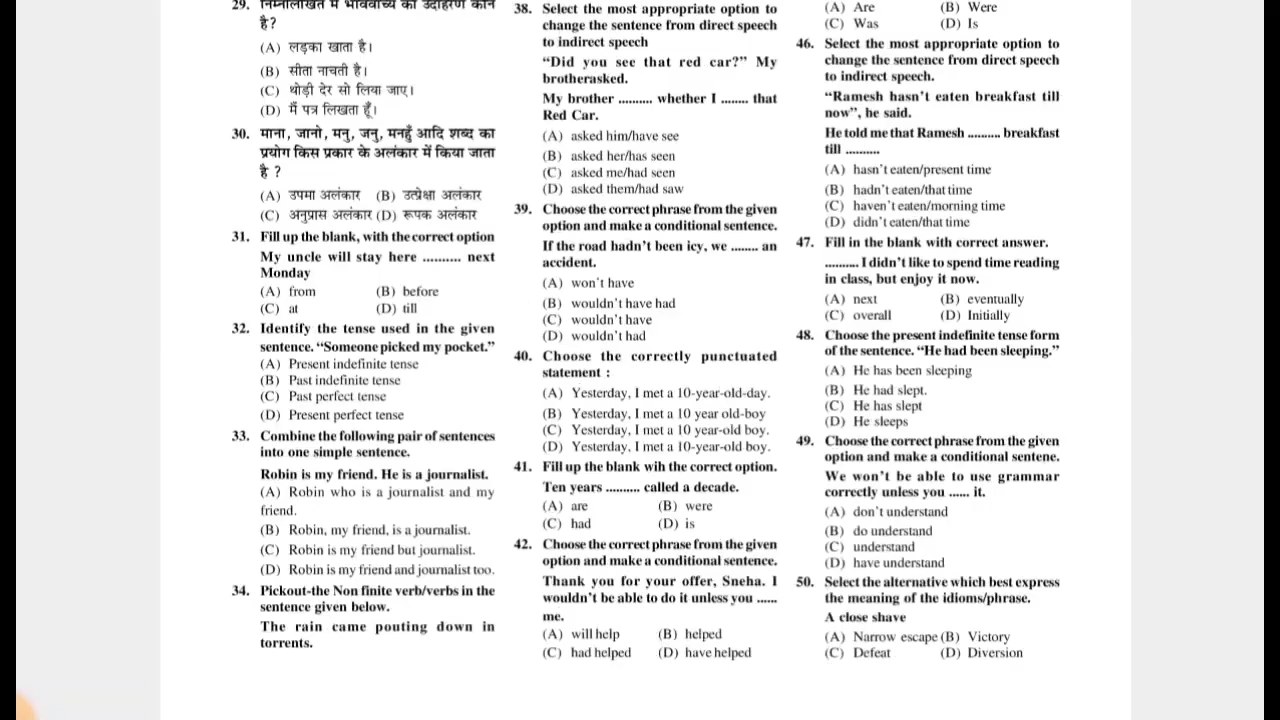 29. निम्नलिखित में भाववाच्य का उदाहरण कौन
है?
(A) लड़का खाता है।
(B) सीता नाचती है।
(C) थोड़ी देर सो लिया जाए।
(D) मैं पत्र लिखता हूँ।
30. माना, जानो, मनु, जनु, मनहुँ आदि शब्द का
प्रयोग किस प्रकार के अलंकार में किया जाता
है ?
(A) उपमा अलंकार (B) उत्प्रेक्षा अलंकार
(C) अनुप्रास अलंकार (D) रूपक अलंकार
31. Fill up the blank, with the correct option
My uncle will stay here .......... next
Monday
(A) from (B) before
(C) at (D) till
32. Identify the tense used in the given
sentence. “Someone picked my pocket.”
(A) Present indefinite tense
(B) Past indefinite tense
(C) Past perfect tense
(D) Present perfect tense
33. Combine the following pair of sentences
into one simple sentence.
Robin is my friend. He is a journalist.
(A) Robin who is a journalist and my
friend.
(B) Robin, my friend, is a journalist.
(C) Robin is my friend but journalist.
(D) Robin is my friend and journalist too.
34. Pickout-the Non finite verb/verbs in the
sentence given below.
The rain came pouting down in
torrents.
38. Select the most appropriate option to
change the sentence from direct speech
to indirect speech
“Did you see that red car?” My
brotherasked.
My brother .......... whether I ........ that
Red Car.
(A) asked him/have see
(B) asked her/has seen
(C) asked me/had seen
(D) asked them/had saw
39. Choose the correct phrase from the given
option and make a conditional sentence.
If the road hadn’t been icy, we ........ an
accident.
(A) won’t have
(B) wouldn’t have had
(C) wouldn’t have
(D) wouldn’t had
40. Choose the correctly punctuated
statement :
(A) Yesterday, I met a 10-year-old-day.
(B) Yesterday, I met a 10 year old-boy
(C) Yesterday, I met a 10-year-old boy.
(D) Yesterday, I met a 10-year-old boy.
41. Fill up the blank wih the correct option.
Ten years .......... called a decade.
(A) are (B) were
(C) had (D) is
42. Choose the correct phrase from the given
option and make a conditional sentence.
Thank you for your offer, Sneha. I
wouldn’t be able to do it unless you ......
me.
(A) will help (B) helped
(C) had helped (D) have helped
(A) Are (B) Were
(C) Was (D) Is
46. Select the most appropriate option to
change the sentence from direct speech
to indirect speech.
“Ramesh hasn’t eaten breakfast till
now”, he said.
He told me that Ramesh .......... breakfast
till ..........
(A) hasn’t eaten/present time
(B) hadn’t eaten/that time
(C) haven’t eaten/morning time
(D) didn’t eaten/that time
47. Fill in the blank with correct answer.
.......... I didn’t like to spend time reading
in class, but enjoy it now.
(A) next (B) eventually
(C) overall (D) Initially
48. Choose the present indefinite tense form
of the sentence. “He had been sleeping.”
(A) He has been sleeping
(B) He had slept.
(C) He has slept
(D) He sleeps
49. Choose the correct phrase from the given
option and make a conditional sentene.
We won’t be able to use grammar
correctly unless you ...... it.
(A) don’t understand
(B) do understand
(C) understand
(D) have understand
50. Select the alternative which best express
the meaning of the idioms/phrase.
A close shave
(A) Narrow escape (B) Victory
(C) Defeat (D) Diversion